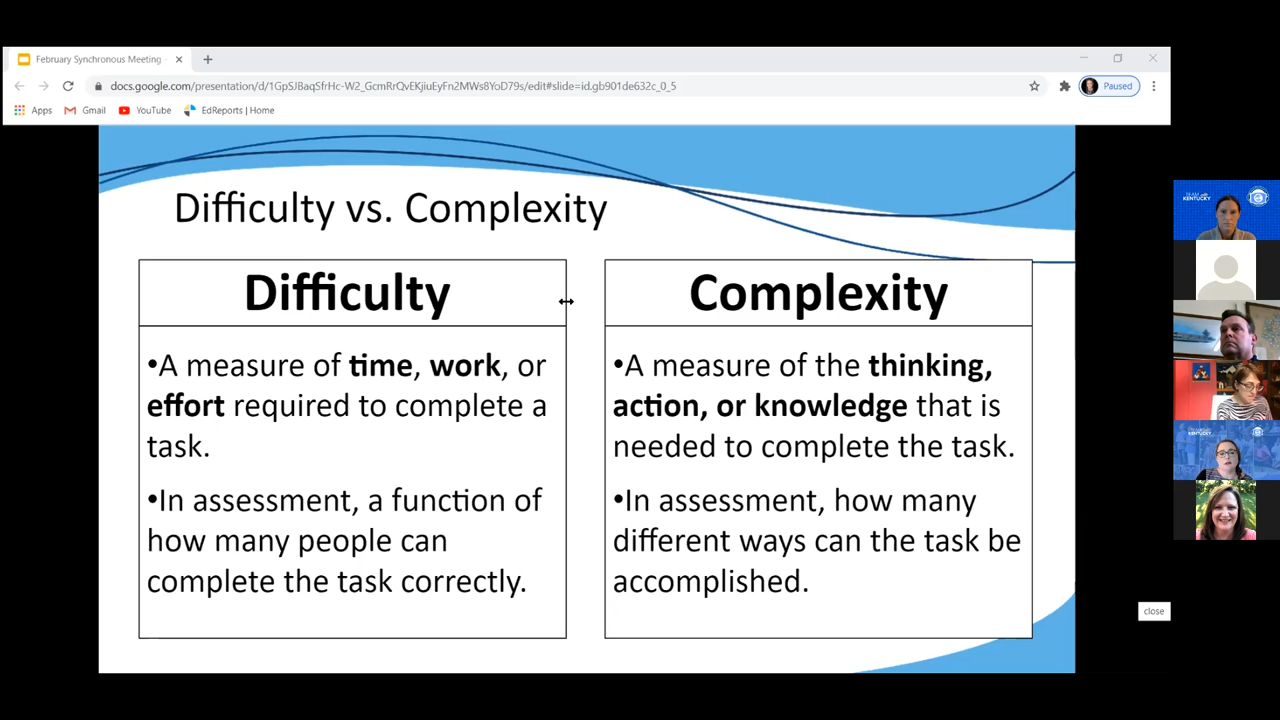 February Synchronous Meeting
docs.google.com/presentation/d/1GpSJBaqSfrHc-W2_GcmRrQvEKjiuEyFn2MWs8YoD79s/edit#slide=id.gb901de632c_0_5
Paused
Apps Gmail YouTube EdReports | Home
Difficulty vs. Complexity
Difficulty
•A measure of time, work, or
effort required to complete a
task.
•In assessment, a function of
how many people can
complete the task correctly.
Complexity
•A measure of the thinking,
action, or knowledge that is
needed to complete the task.
•In assessment, how many
different ways can the task be
accomplished.
TEAM
KENTUCKY
KENTUCKY
close